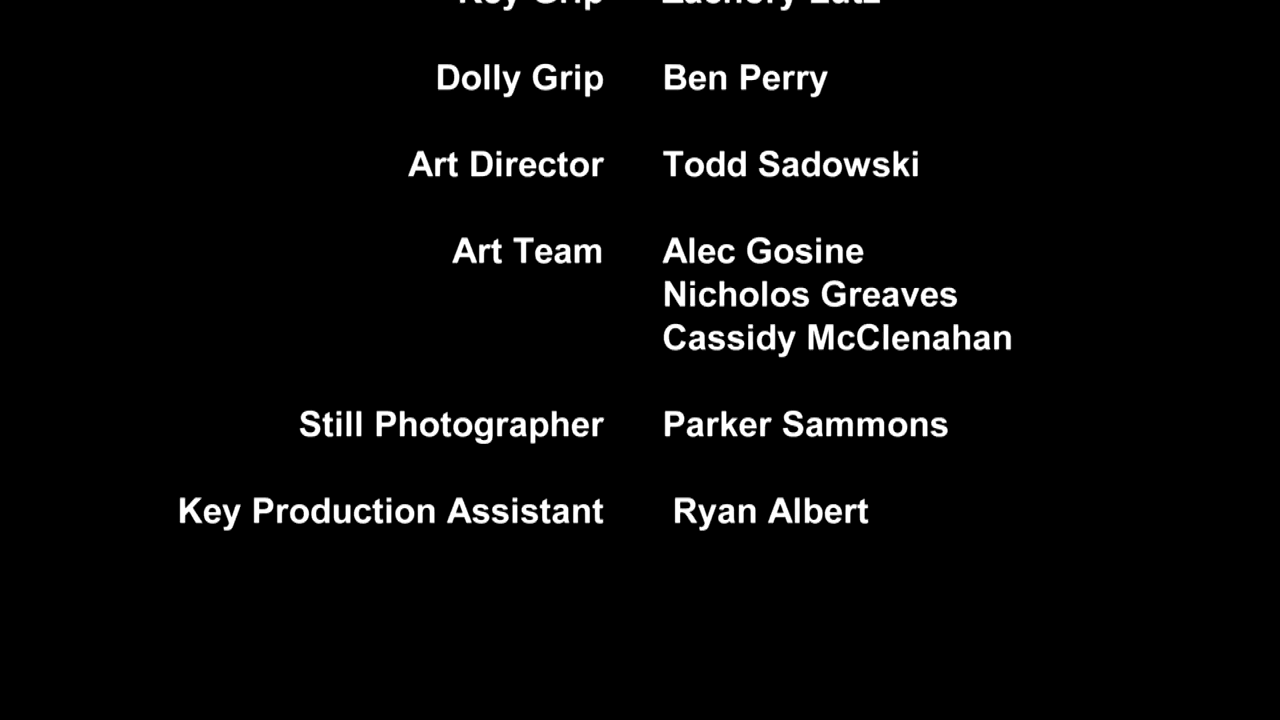 Key Grip Zachery Lutz
Dolly Grip Ben Perry
Art Director Todd Sadowski
Art Team Alec Gosine
Nicholos Greaves
Cassidy McClenahan
Still Photographer Parker Sammons
Key Production Assistant Ryan Albert